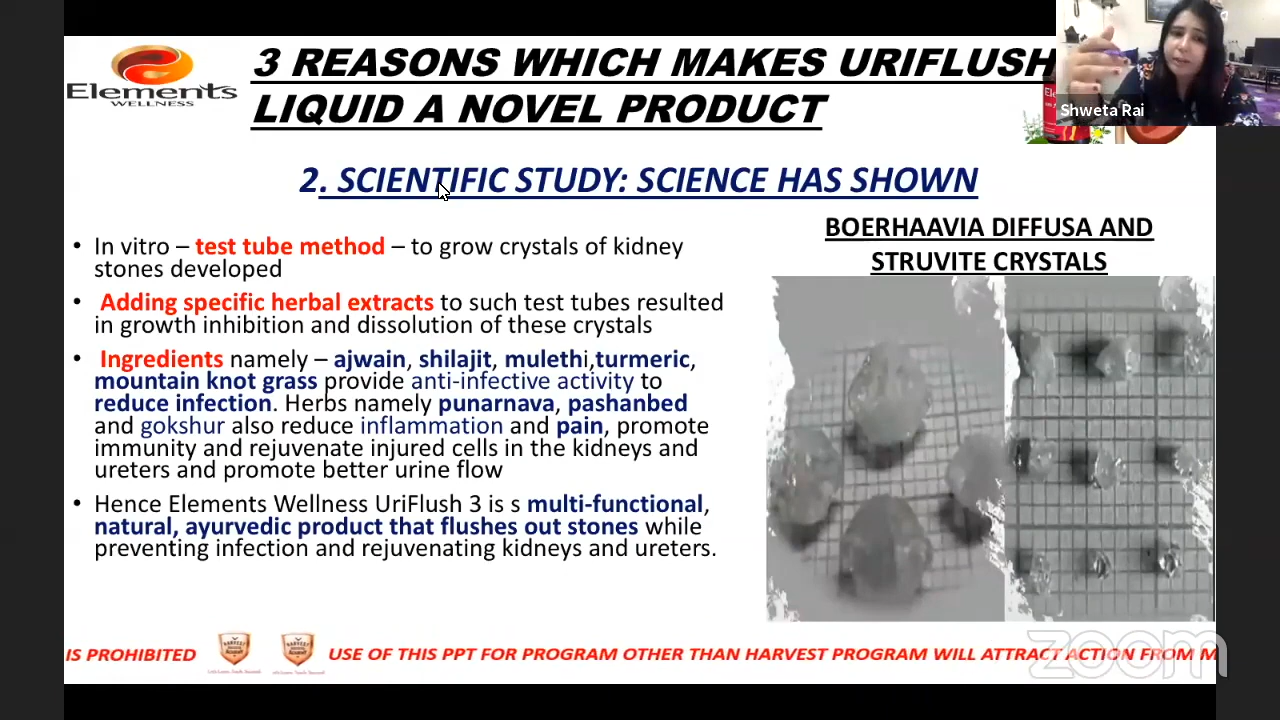 Elements
WELLNESS
3 REASONS WHICH MAKES URIFLUSH
LIQUID A NOVEL PRODUCT
Shweta Rai
2. SCIENTIFIC STUDY: SCIENCE HAS SHOWN
• In vitro – test tube method – to grow crystals of kidney
stones developed
• Adding specific herbal extracts to such test tubes resulted
in growth inhibition and dissolution of these crystals
• Ingredients namely – ajwain, shilajit, mulethi,turmeric,
mountain knot grass provide anti-infective activity to
reduce infection. Herbs namely punarnava, pashanbed
and gokshur also reduce inflammation and pain, promote
immunity and rejuvenate injured cells in the kidneys and
ureters and promote better urine flow
• Hence Elements Wellness UriFlush 3 is s multi-functional,
natural, ayurvedic product that flushes out stones while
preventing infection and rejuvenating kidneys and ureters.
BOERHAAVIA DIFFUSA AND
STRUVITE CRYSTALS
IS PROHIBITED
HARVEST
HARVEST
USE OF THIS PPT FOR PROGRAM OTHER THAN HARVEST PROGRAM WILL ATTRACT ACTION FROM M
zoom